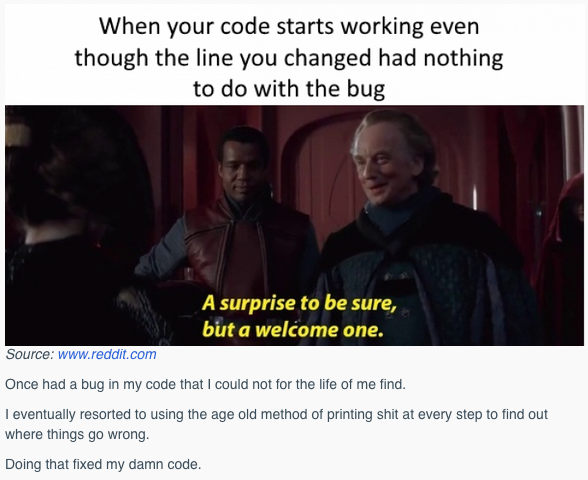 When your code starts working even
though the line you changed had nothing
to do with the bug
A surprise to be sure,
but a welcome one.
Source: www.reddit.com
Once had a bug in my code that I could not for the life of me find.
I eventually resorted to using the age old method of printing shit at every step to find out
where things go wrong.
Doing that fixed my damn code.